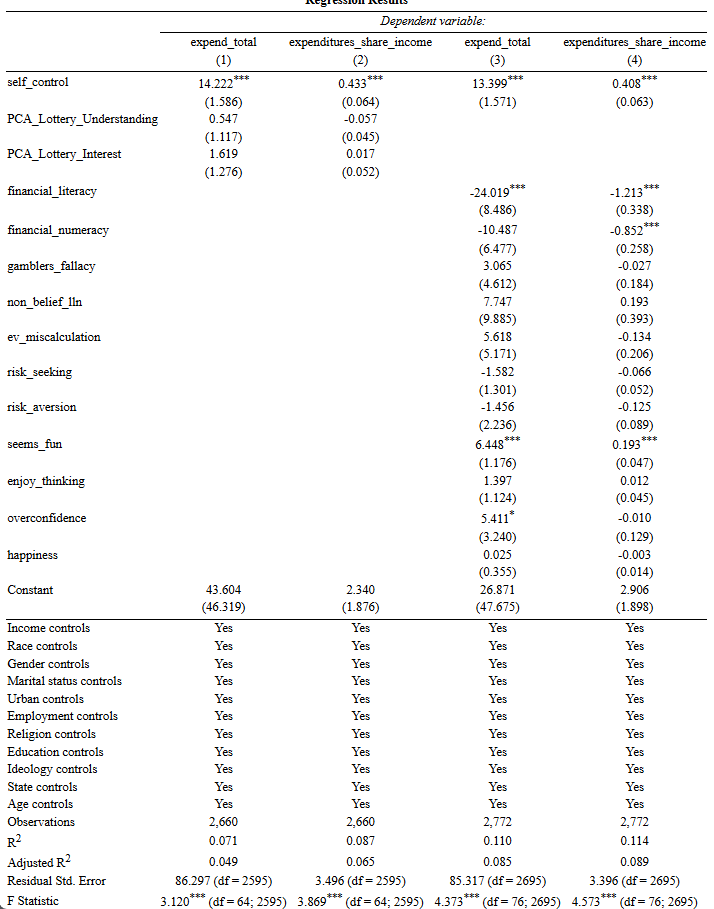 Regression Results
Dependent variable:
expend_total expenditures_share_income expend_total expenditures_share_income
(1) (2) (3) (4)
self_control 14.222*** 0.433*** 13.399*** 0.408***
(1.586) (0.064) (1.571) (0.063)
PCA_Lottery_Understanding 0.547 -0.057
(1.117) (0.045)
PCA_Lottery_Interest 1.619 0.017
(1.276) (0.052)
financial_literacy -24.019*** -1.213***
(8.486) (0.338)
financial_numeracy -10.487 -0.852***
(6.477) (0.258)
gamblers_fallacy 3.065 -0.027
(4.612) (0.184)
non_belief_lln 7.747 0.193
(9.885) (0.393)
ev_miscalculation 5.618 -0.134
(5.171) (0.206)
risk_seeking -1.582 -0.066
(1.301) (0.052)
risk_aversion -1.456 -0.125
(2.236) (0.089)
seems_fun 6.448*** 0.193***
(1.176) (0.047)
enjoy_thinking 1.397 0.012
(1.124) (0.045)
overconfidence 5.411* -0.010
(3.240) (0.129)
happiness 0.025 -0.003
(0.355) (0.014)
Constant 43.604 2.340 26.871 2.906
(46.319) (1.876) (47.675) (1.898)
Income controls Yes Yes Yes Yes
Race controls Yes Yes Yes Yes
Gender controls Yes Yes Yes Yes
Marital status controls Yes Yes Yes Yes
Urban controls Yes Yes Yes Yes
Employment controls Yes Yes Yes Yes
Religion controls Yes Yes Yes Yes
Education controls Yes Yes Yes Yes
Ideology controls Yes Yes Yes Yes
State controls Yes Yes Yes Yes
Age controls Yes Yes Yes Yes
Observations 2,660 2,660 2,772 2,772
R2 0.071 0.087 0.110 0.114
Adjusted R2 0.049 0.065 0.085 0.089
Residual Std. Error 86.297 (df = 2595) 3.496 (df = 2595) 85.317 (df = 2695) 3.396 (df = 2695)
F Statistic 3.120*** (df = 64; 2595) 3.869*** (df = 64; 2595) 4.373*** (df = 76; 2695) 4.573*** (df = 76; 2695)